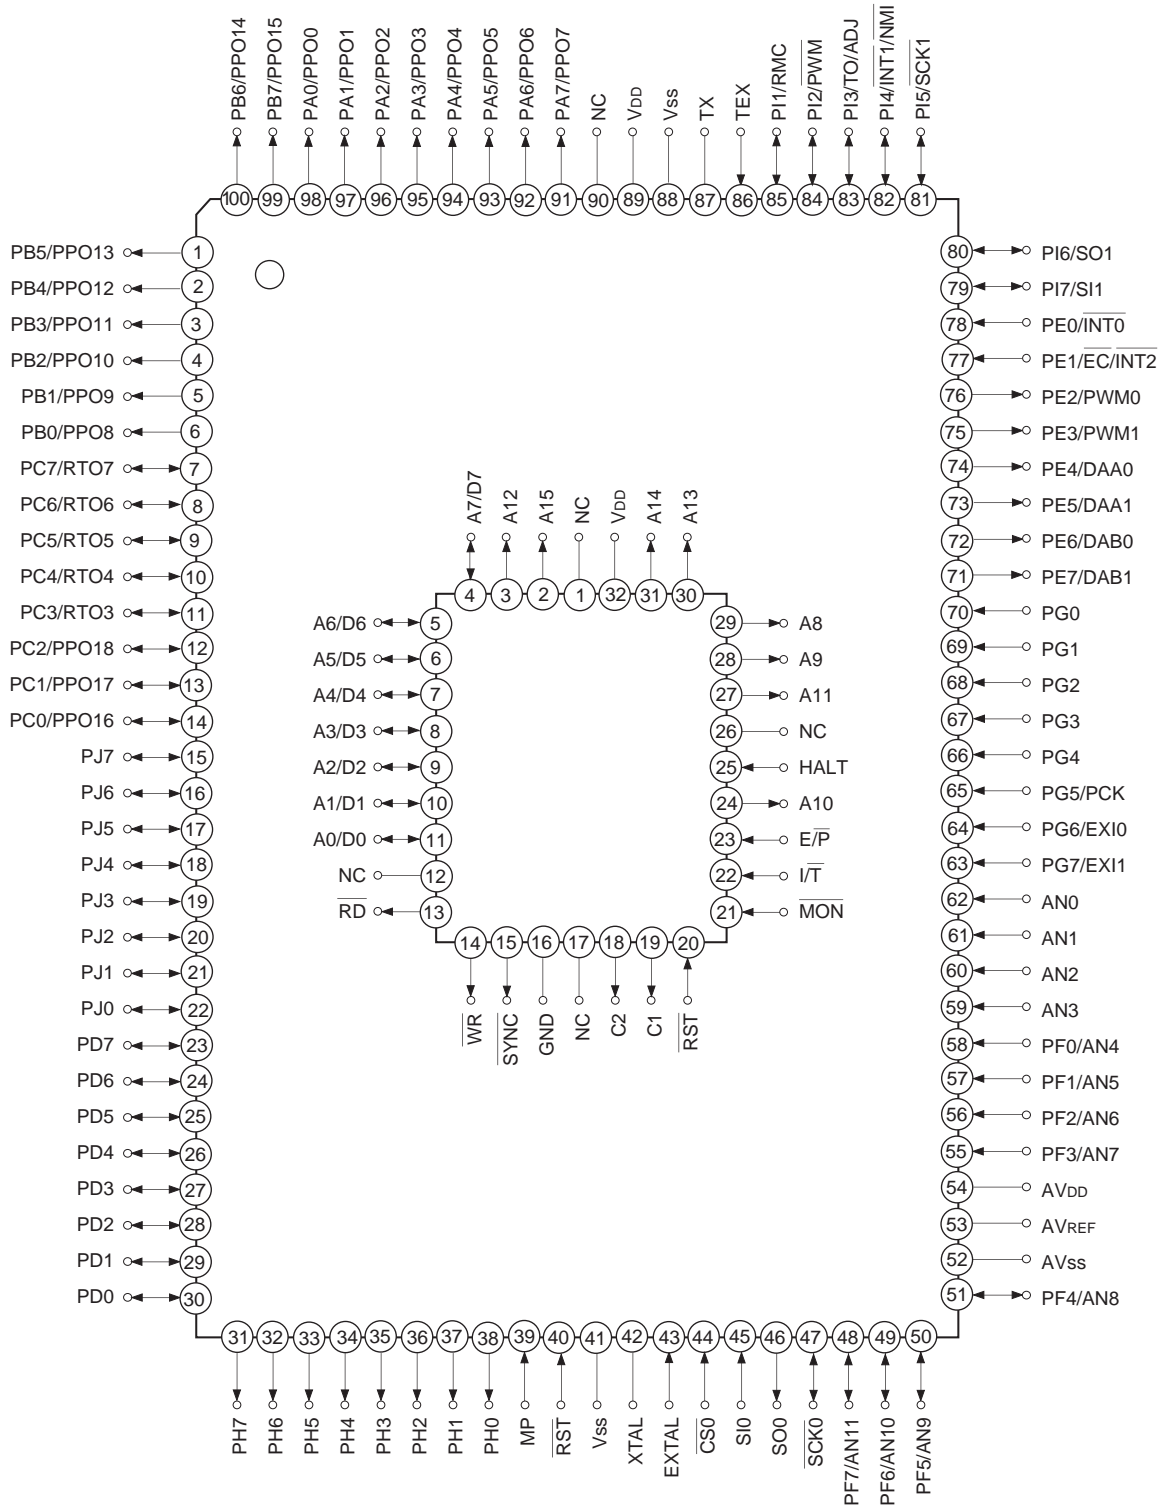 PB6/PPO14
PB7/PPO15
PA0/PPO0
PA1/PPO1
PA2/PPO2
PA3/PPO3
PA4/PPO4
PA5/PPO5
PA6/PPO6
PA7/PPO7
NC
VDD
Vss
TX
TEX
PI1/RMC
PI2/PWM
PI3/TO/ADJ
PI4/INT1/NMI
PI5/SCK1
100 99 98 97 96 95 94 93 92 91 90 89 88 87 86 85 84 83 82 81
PB5/PPO13 1
PB4/PPO12 2
PB3/PPO11 3
PB2/PPO10 4
PB1/PPO9 5
PB0/PPO8 6
PC7/RTO7 7
PC6/RTO6 8
PC5/RTO5 9
PC4/RTO4 10
PC3/RTO3 11
PC2/PPO18 12
PC1/PPO17 13
PC0/PPO16 14
PJ7 15
PJ6 16
PJ5 17
PJ4 18
PJ3 19
PJ2 20
PJ1 21
PJ0 22
PD7 23
PD6 24
PD5 25
PD4 26
PD3 27
PD2 28
PD1 29
PD0 30
A7/D7
A12
A15
NC
VDD
A14
A13
4 3 2 1 32 31 30
A6/D6 5
A5/D5 6
A4/D4 7
A3/D3 8
A2/D2 9
A1/D1 10
A0/D0 11
NC 12
RD 13
29 A8
28 A9
27 A11
26 NC
25 HALT
24 A10
23 E/P
22 I/T
21 MON
14 15 16 17 18 19 20
WR
SYNC
GND
NC
C2
C1
RST
80 PI6/SO1
79 PI7/SI1
78 PE0/INT0
77 PE1/EC/INT2
76 PE2/PWM0
75 PE3/PWM1
74 PE4/DAA0
73 PE5/DAA1
72 PE6/DAB0
71 PE7/DAB1
70 PG0
69 PG1
68 PG2
67 PG3
66 PG4
65 PG5/PCK
64 PG6/EXI0
63 PG7/EXI1
62 AN0
61 AN1
60 AN2
59 AN3
58 PF0/AN4
57 PF1/AN5
56 PF2/AN6
55 PF3/AN7
54 AVDD
53 AVREF
52 AVss
51 PF4/AN8
31 32 33 34 35 36 37 38 39 40 41 42 43 44 45 46 47 48 49 50
PH7
PH6
PH5
PH4
PH3
PH2
PH1
PH0
MP
RST
Vss
XTAL
EXTAL
CS0
SI0
SO0
SCK0
PF7/AN11
PF6/AN10
PF5/AN9